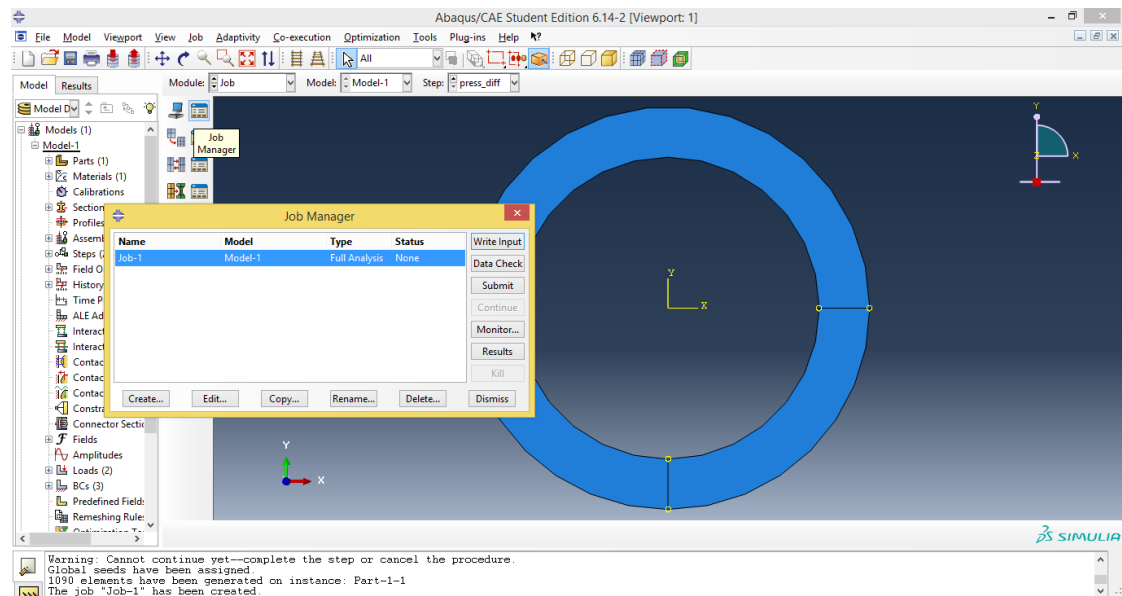 Abaqus/CAE Student Edition 6.14-2 [Viewport: 1]
File Model Viewport View Job Adaptivity Co-execution Optimization Tools Plug-ins Help
All
Model Results
Module: Job Model: Model-1 Step: press_diff
Model D
Models (1)
Model-1
Parts (1)
Materials (1)
Calibrations
Section
Profiles
Assem
Steps (
Field O
History
Time P
ALE Ad
Interact
Interact
Contac
Contac
Contac
Constra
Connector Sectio
Fields
Amplitudes
Loads (2)
BCs (3)
Predefined Fields
Remeshing Rule
Job
Manager
Job Manager
Name Model Type Status
Job-1 Model-1 Full Analysis None
Write Input
Data Check
Submit
Continue
Monitor...
Results
Kill
Create... Edit... Copy... Rename... Delete... Dismiss
Y
Z X
Y
X
Y
X
SIMULIA
Warning: Cannot continue yet--complete the step or cancel the procedure.
Global seeds have been assigned.
1090 elements have been generated on instance: Part-1-1
The job "Job-1" has been created.